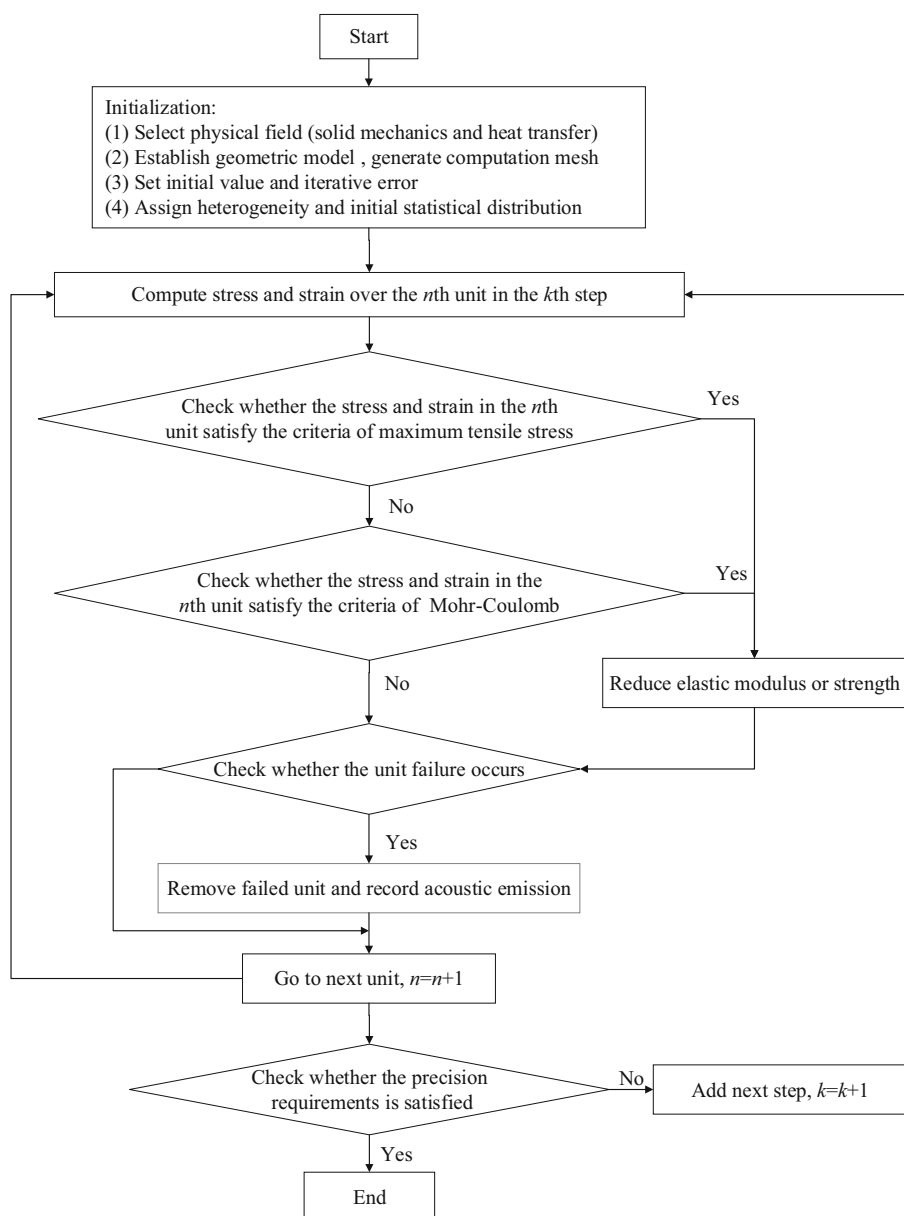 Start
Initialization:
(1) Select physical field (solid mechanics and heat transfer)
(2) Establish geometric model , generate computation mesh
(3) Set initial value and iterative error
(4) Assign heterogeneity and initial statistical distribution
Compute stress and strain over the nth unit in the kth step
Check whether the stress and strain in the nth
unit satisfy the criteria of maximum tensile stress
Yes
No
Check whether the stress and strain in the
nth unit satisfy the criteria of Mohr-Coulomb
Yes
No
Reduce elastic modulus or strength
Check whether the unit failure occurs
Yes
Remove failed unit and record acoustic emission
Go to next unit, n=n+1
Check whether the precision
requirements is satisfied
No
Add next step, k=k+1
Yes
End